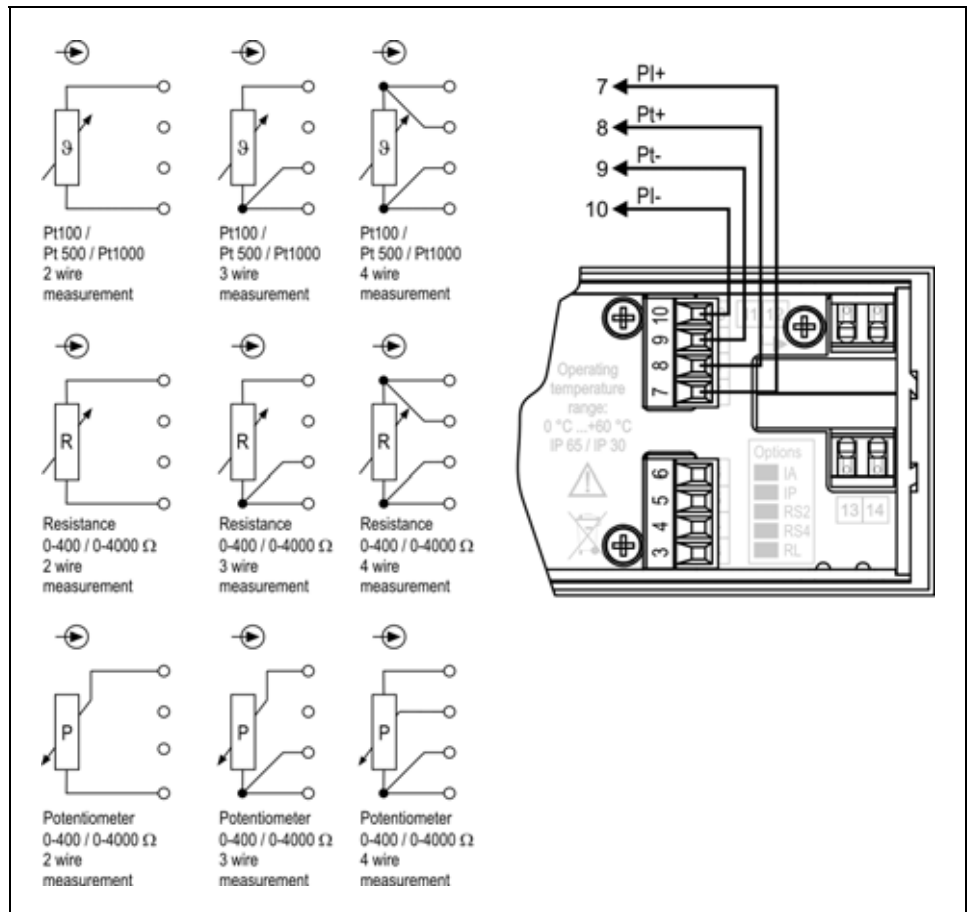 ϑ
Pt100 /
Pt 500 / Pt1000
2 wire
measurement
ϑ
Pt100 /
Pt 500 / Pt1000
3 wire
measurement
ϑ
Pt100 /
Pt 500 / Pt1000
4 wire
measurement
R
Resistance
0-400 / 0-4000 Ω
2 wire
measurement
R
Resistance
0-400 / 0-4000 Ω
3 wire
measurement
R
Resistance
0-400 / 0-4000 Ω
4 wire
measurement
P
Potentiometer
0-400 / 0-4000 Ω
2 wire
measurement
P
Potentiometer
0-400 / 0-4000 Ω
3 wire
measurement
P
Potentiometer
0-400 / 0-4000 Ω
4 wire
measurement
7 PI+
8 Pt+
9 Pt-
10 PI-
10
9
8
7
Operating
temperature
range:
0 °C ...+60 °C
IP 65 / IP 30
6
5
4
3
Options
IA
IP
RS2
RS4
RL
13 14